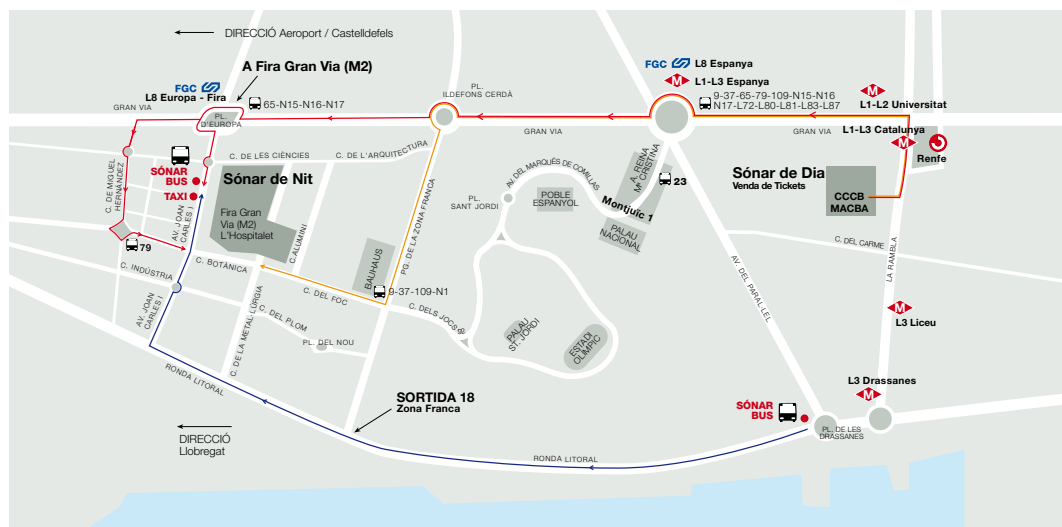 DIRECCIÓ Aeroport / Castelldefels
A Fira Gran Via (M2)
FGC
L8 Europa - Fira
65-N15-N16-N17
GRAN VIA
PL.
D'EUROPA
PL.
ILDEFONS CERDÀ
FGC
L8 Espanya
M
L1-L3 Espanya
9-37-65-79-109-N15-N16
N17-L72-L80-L81-L83-L87
GRAN VIA
GRAN VIA
M
L1-L2 Universitat
L1-L3 Catalunya
M
Renfe
C. DE LES CIÈNCIES
C. DE L'ARQUITECTURA
C. DE MIGUEL
HERNÁNDEZ
SÓNAR
BUS
TAXI
Sónar de Nit
Fira Gran
Via (M2)
L'Hospitalet
AV. JOAN
CARLES I
79
C. INDÚSTRIA
C. BOTÀNICA
C.ALUMINI
BAUHAUS
PG. DE LA ZONA FRANCA
9-37-109-N1
C. DEL FOC
C. DELS JOCS 92
C. DEL PLOM
PL. DEL NOU
C. DE LA METAL·LÚRGIA
AV. JOAN
CARLES I
AV. DEL MARQUÈS DE COMILLAS
PL.
SANT JORDI
POBLE
ESPANYOL
A. REINA
Mª CRISTINA
23
Montjuïc 1
PALAU
NACIONAL
PALAU
ST. JORDI
ESTADI
OLÍMPIC
Sónar de Dia
Venda de Tickets
CCCB
MACBA
C. DEL CARME
LA RAMBLA
AV. DEL PARAL·LEL
M
L3 Liceu
L3 Drassanes
M
SÓNAR
BUS
PL. DE LES
DRASSANES
RONDA LITORAL
SORTIDA 18
Zona Franca
DIRECCIÓ
Llobregat
RONDA LITORAL